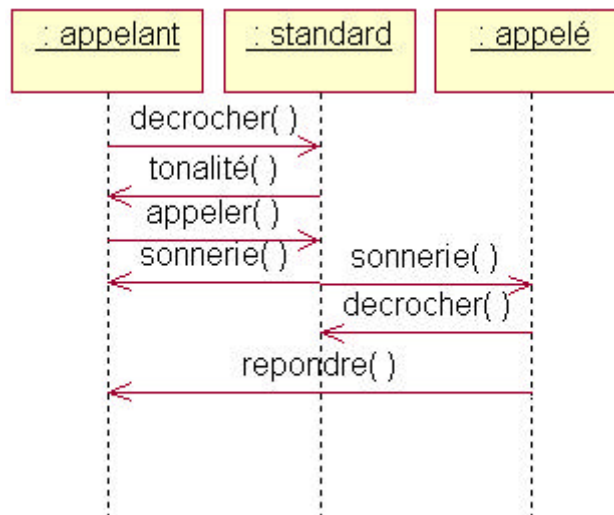 : appelant
: standard
: appelé
decrocher( )
tonalité( )
appeler( )
sonnerie( )
sonnerie( )
decrocher( )
repondre( )